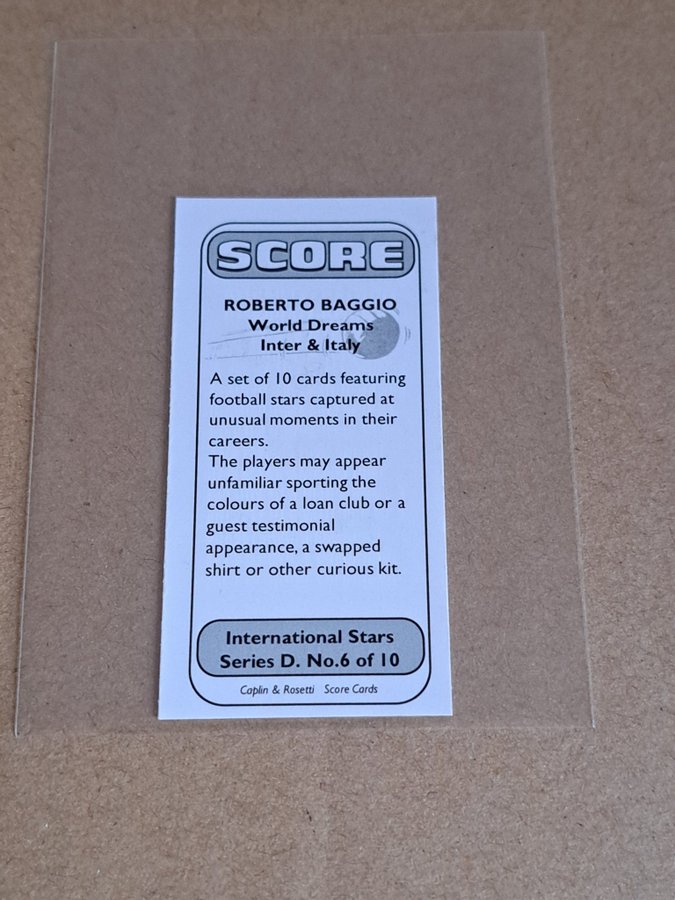 SCORE
ROBERTO BAGGIO
World Dreams
Inter & Italy
A set of 10 cards featuring
football stars captured at
unusual moments in their
careers.
The players may appear
unfamiliar sporting the
colours of a loan club or a
guest testimonial
appearance, a swapped
shirt or other curious kit.
International Stars
Series D. No.6 of 10
Caplin & Rosetti Score Cards